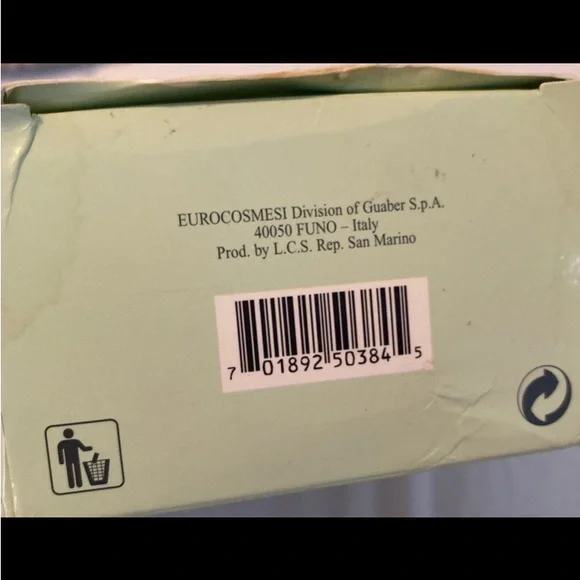 EUROCOSMESI Division of Guaber S.p.A.
40050 FUNO – Italy
Prod. by L.C.S. Rep. San Marino
7 01892 50384 5